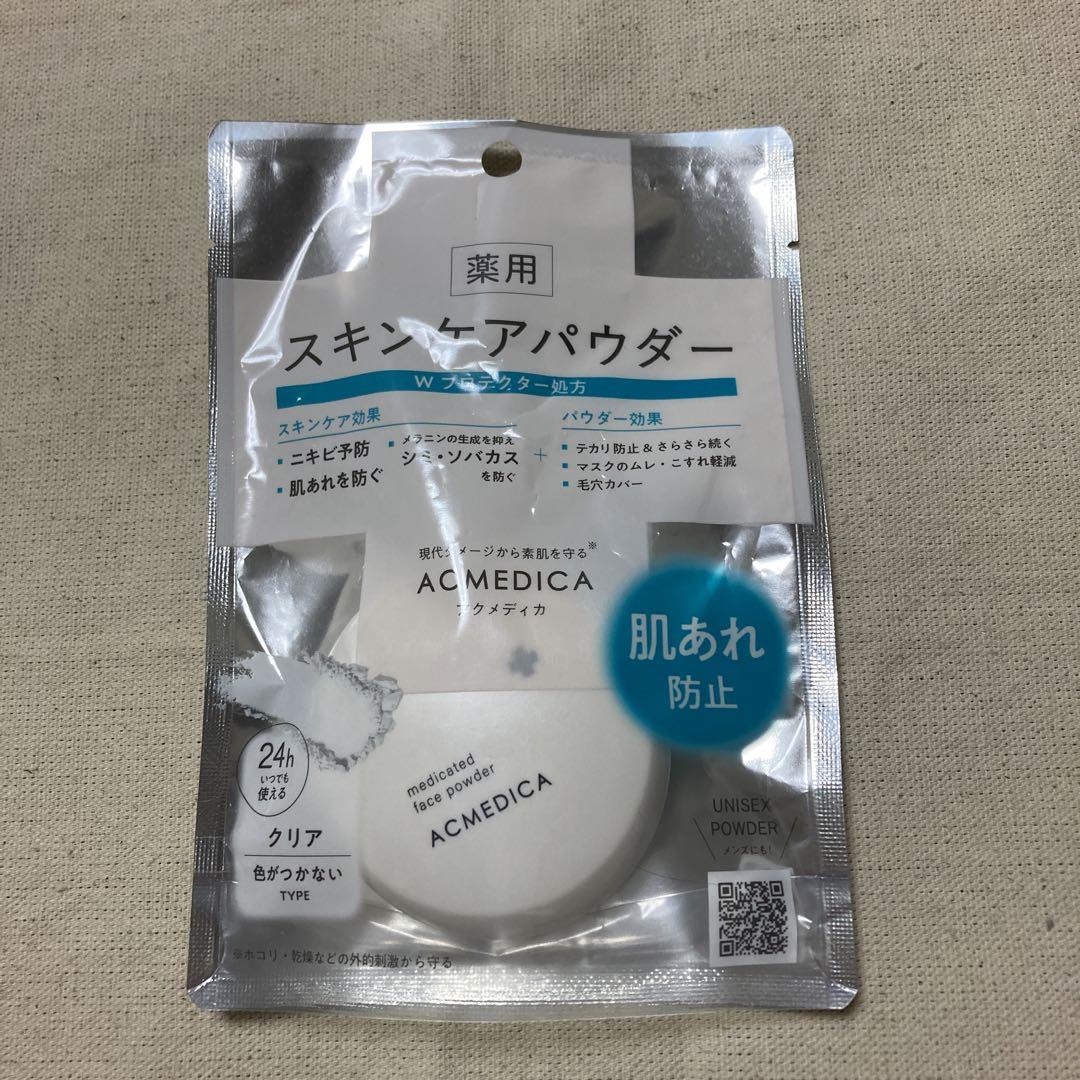 薬用
スキンケアパウダー
W プロテクター処方
スキンケア効果
▪ ニキビ予防
▪ 肌あれを防ぐ
▪ メラニンの生成を抑え
シミ・ソバカス
を防ぐ
+
パウダー効果
▪ テカリ防止 & さらさら続く
▪ マスクのムレ・こすれ軽減
▪ 毛穴カバー
現代ダメージから素肌を守る※
ACMEDICA
アクメディカ
肌あれ
防止
24h
いつでも
使える
クリア
色がつかない
TYPE
medicated
face powder
ACMEDICA
UNISEX
POWDER
メンズにも!
※ホコリ・乾燥などの外的刺激から守る